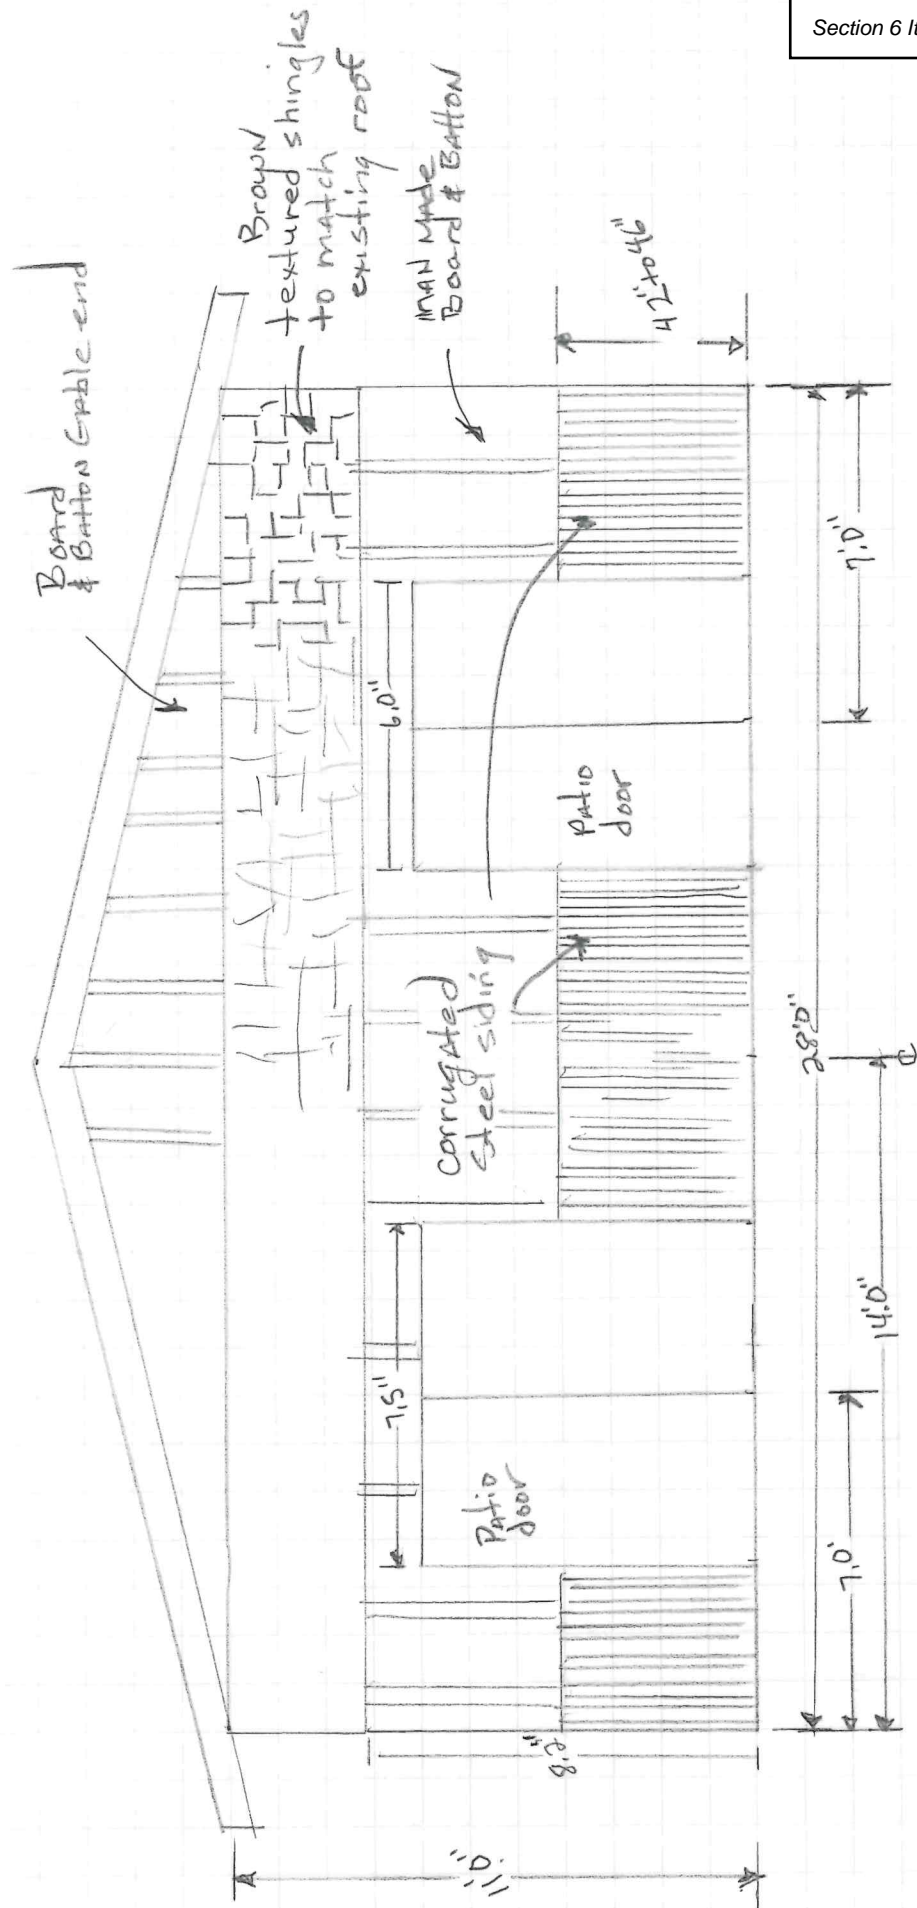 Section 6 It
Board
& Batton Gable end
Brown
textured shingles
to match
existing roof
MAN Made
Board & Batton
6.0"
7.5"
corrugated
steel siding
42" to 46"
Patio
door
Patio
door
8.2"
11'.0"
7.0'
7'.0"
14'.0"
28'.0"